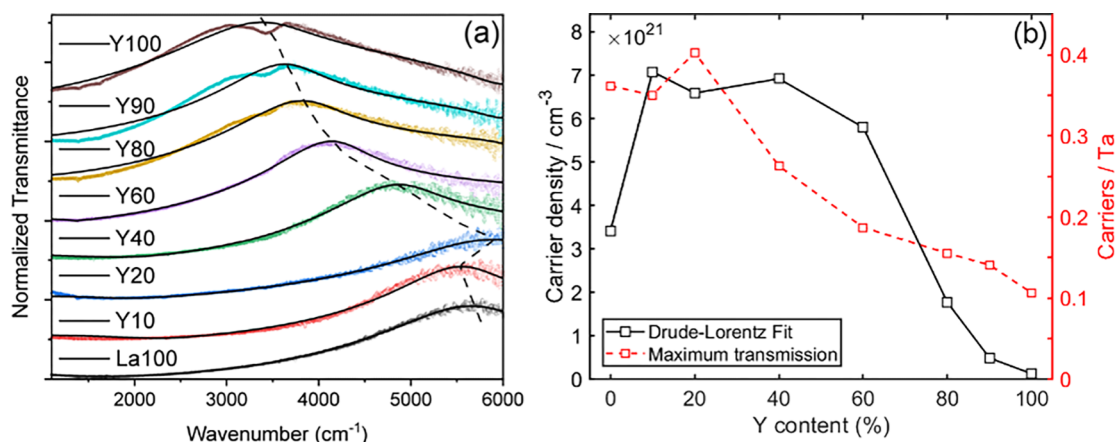 (a)
Normalized Transmittance
Y100
Y90
Y80
Y60
Y40
Y20
Y10
La100
2000 3000 4000 5000 6000
Wavenumber (cm-1)
(b)
×10²¹
8
7
6
5
4
3
2
1
0
Carrier density / cm-3
Drude-Lorentz Fit
Maximum transmission
0 20 40 60 80 100
Y content (%)
0.4
0.3
0.2
0.1
0
Carriers / Ta